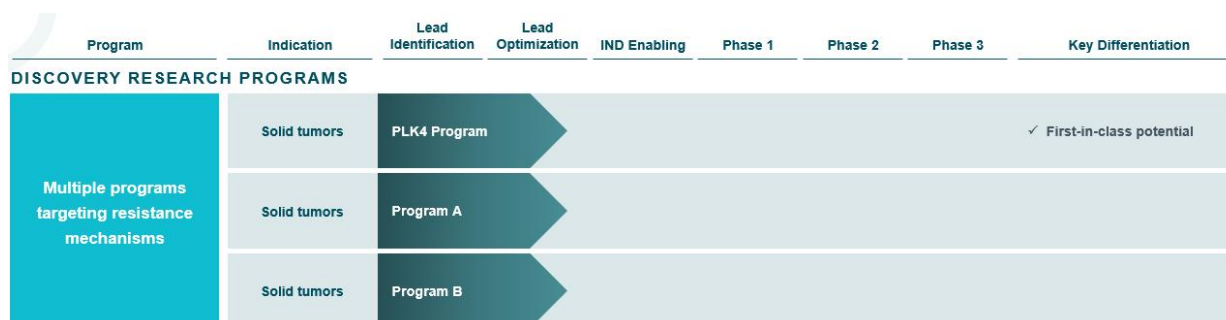 Program
Indication
Lead
Identification
Lead
Optimization
IND Enabling
Phase 1
Phase 2
Phase 3
Key Differentiation
DISCOVERY RESEARCH PROGRAMS
Multiple programs
targeting resistance
mechanisms
Solid tumors
PLK4 Program
✓ First-in-class potential
Solid tumors
Program A
Solid tumors
Program B